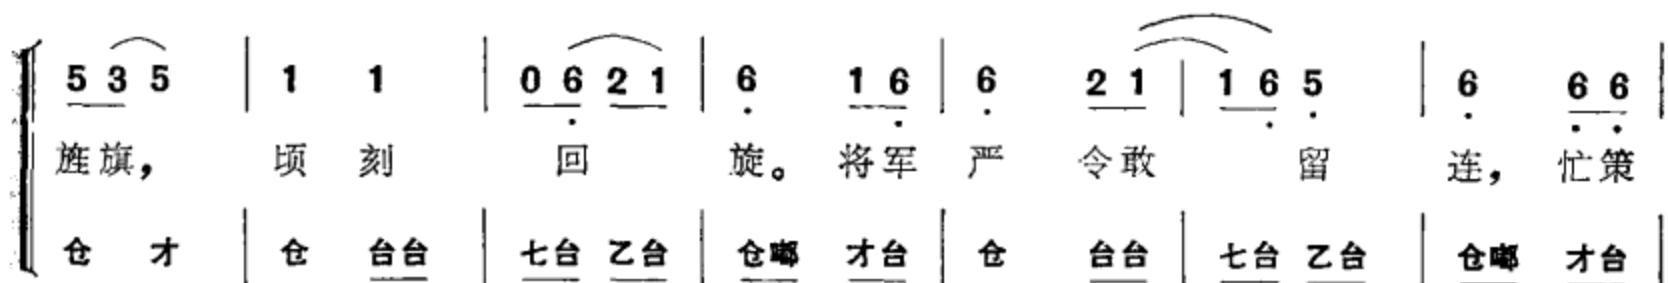 5 3 5 | 1 1 | 0 6 2 1 | 6 1 6 | 6 2 1 | 1 6 5 | 6 6 6 |
旌旗， 顷 刻 回 旋。 将军 严 令敢 留 连， 忙策
仓 才 | 仓 台台 | 七台 乙台 | 仓嘟 才台 | 仓 台台 | 七台 乙台 | 仓嘟 才台 |